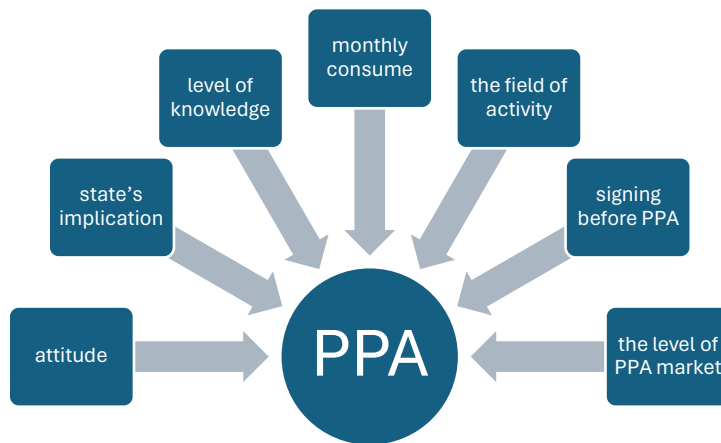 monthly
consume
level of
knowledge
the field of
activity
state's
implication
signing
before PPA
attitude
PPA
the level of
PPA market